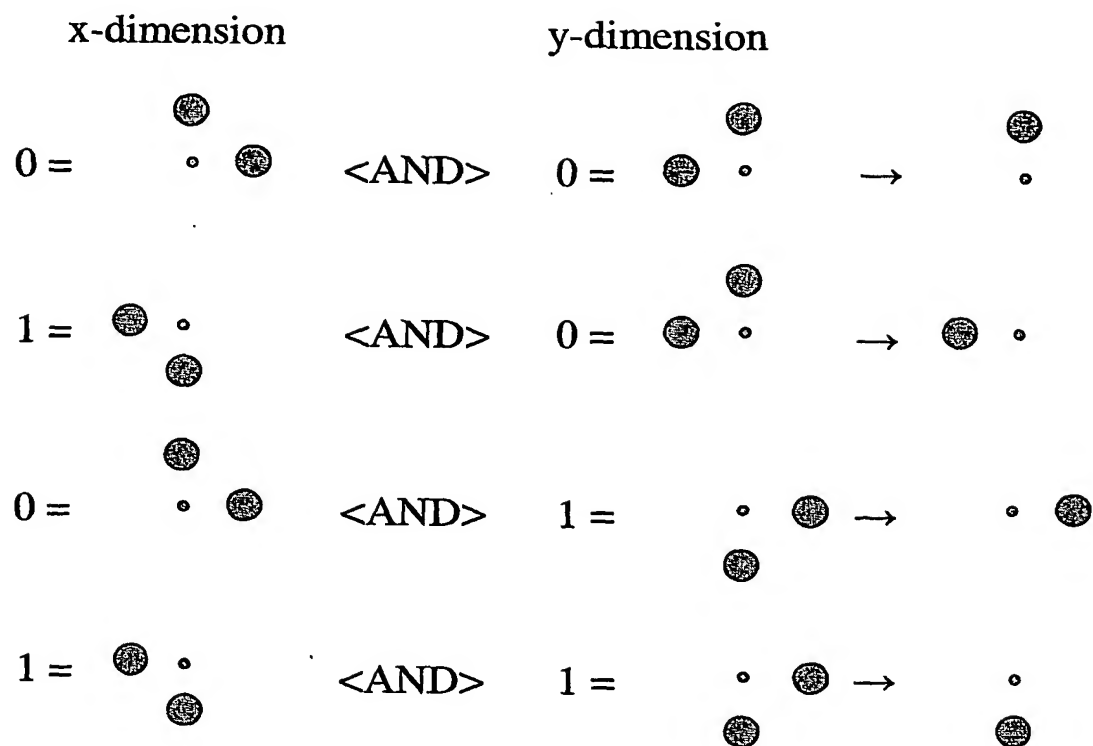 x-dimension y-dimension
0 = <AND> 0 = →
1 = <AND> 0 = →
0 = <AND> 1 = →
1 = <AND> 1 = →